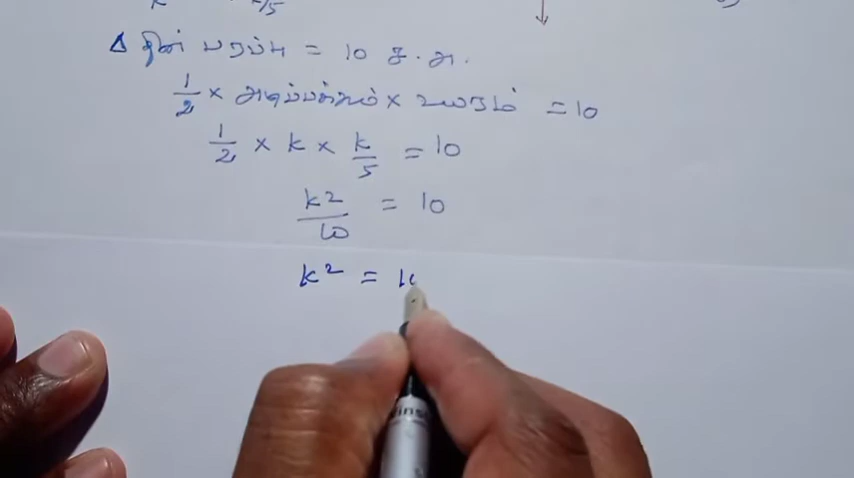 Δ தின் பரப்பு = 10 ச.அ.
1/2 × அடிப்பக்கம் × உயரம் = 10
1/2 × k × k/5 = 10
k²/10 = 10
k² = 10